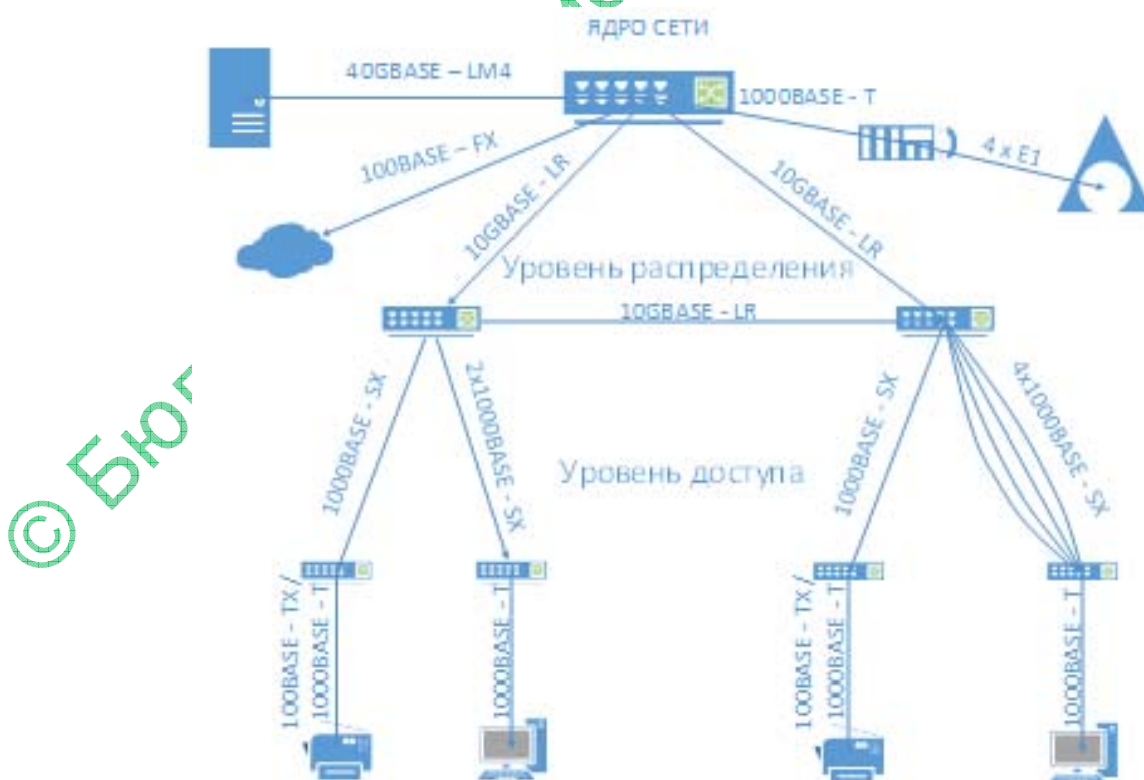 ЯДРО СЕТИ
40GBASE – LM4
1000BASE - T
100BASE – FX
10GBASE - LR
10GBASE - LR
4 x E1
Уровень распределения
10GBASE - LR
1000BASE - SX
2x1000BASE - SX
1000BASE - SX
4x1000BASE - SX
Уровень доступа
100BASE - TX /
1000BASE - T
1000BASE - T
100BASE - TX /
1000BASE - T
1000BASE - T